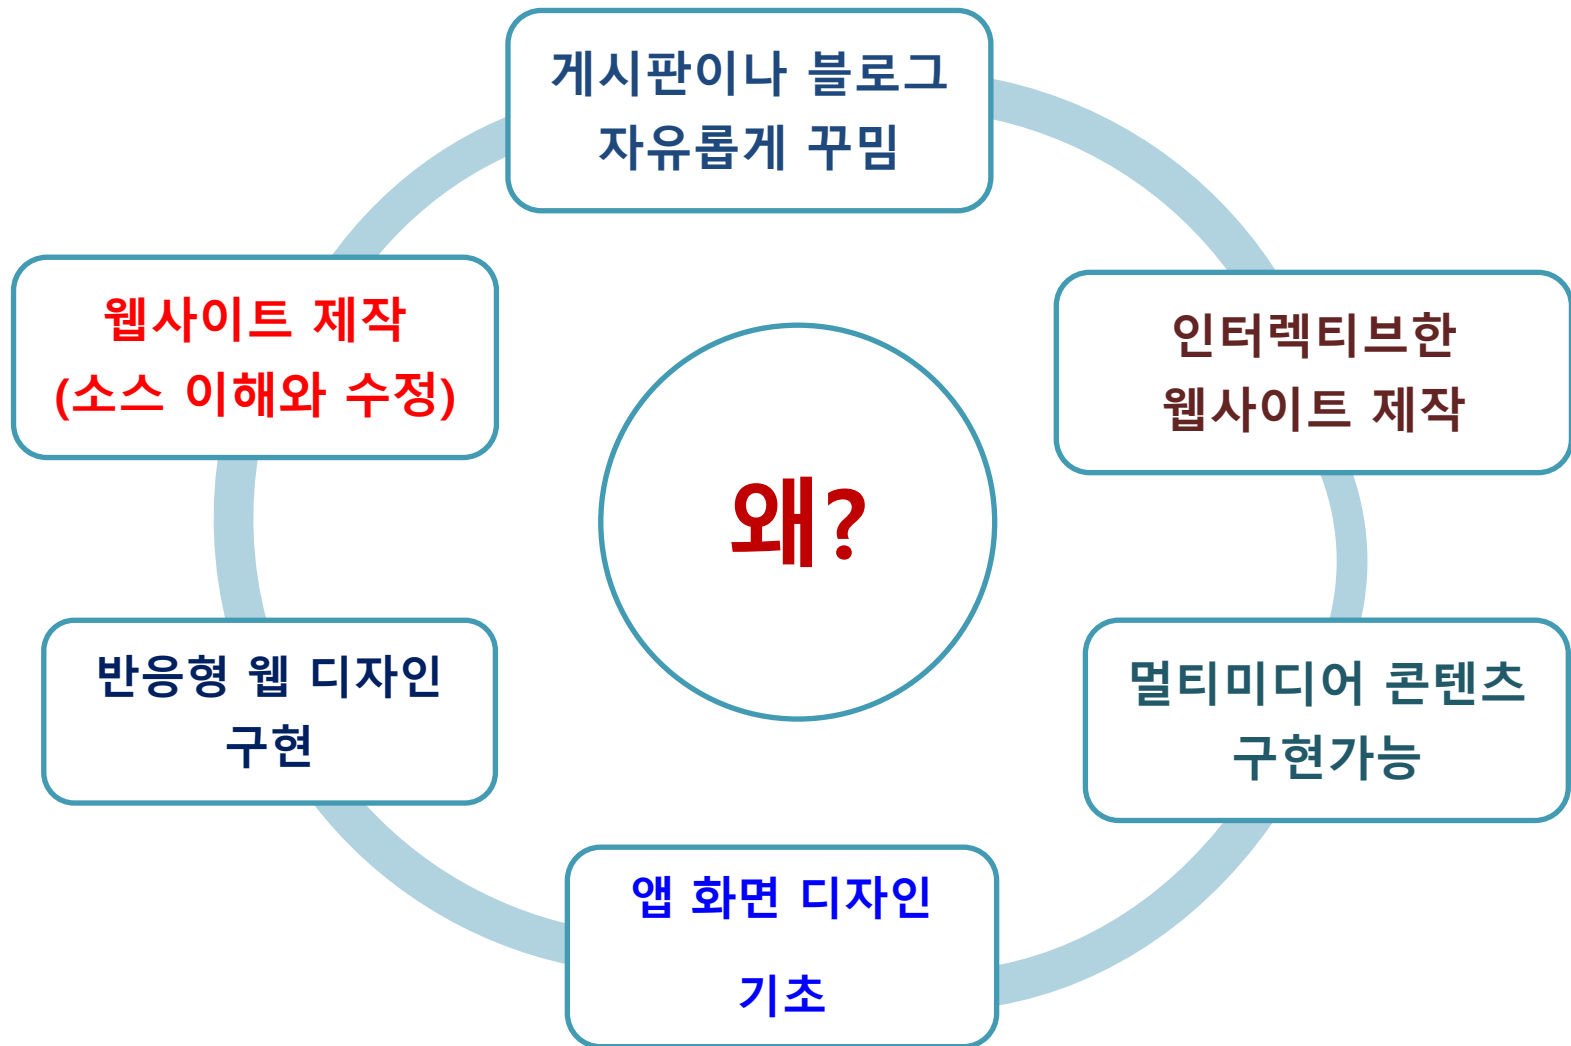 게시판이나 블로그
자유롭게 꾸밈
웹사이트 제작
(소스 이해와 수정)
인터렉티브한
웹사이트 제작
왜?
반응형 웹 디자인
구현
멀티미디어 콘텐츠
구현가능
앱 화면 디자인
기초